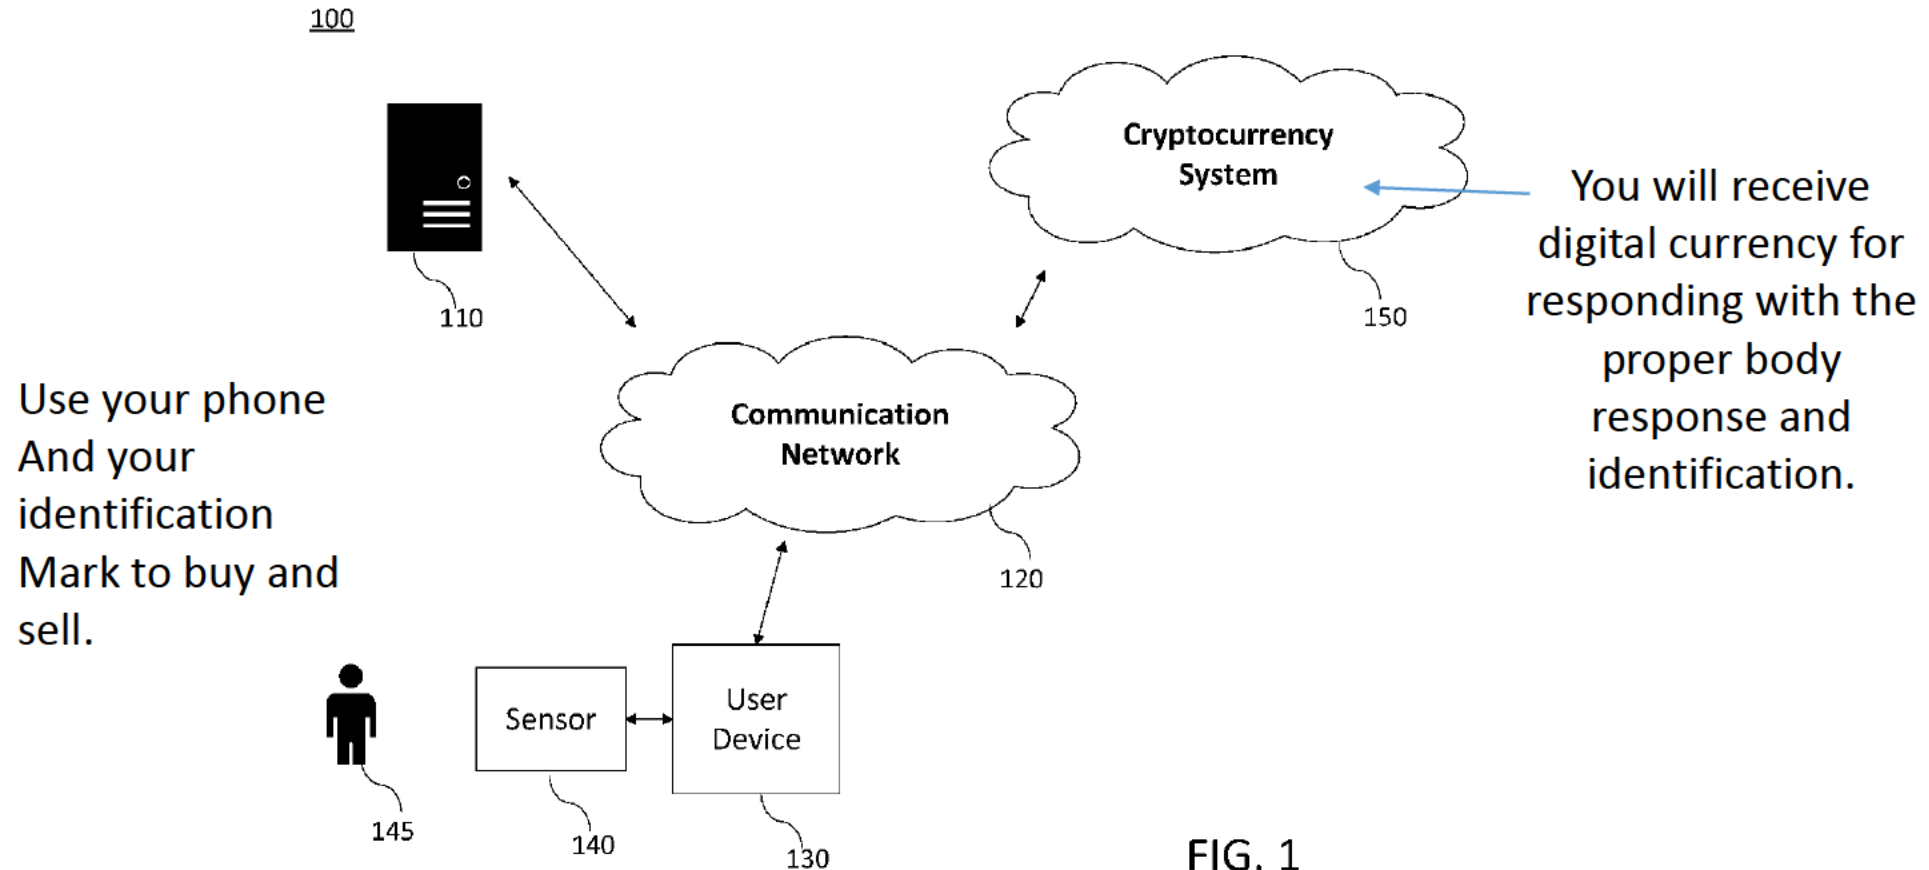 100
Cryptocurrency
System
150
You will receive
digital currency for
responding with the
proper body
response and
identification.
110
Communication
Network
120
Use your phone
And your
identification
Mark to buy and
sell.
Sensor
User
Device
145
140
130
FIG. 1